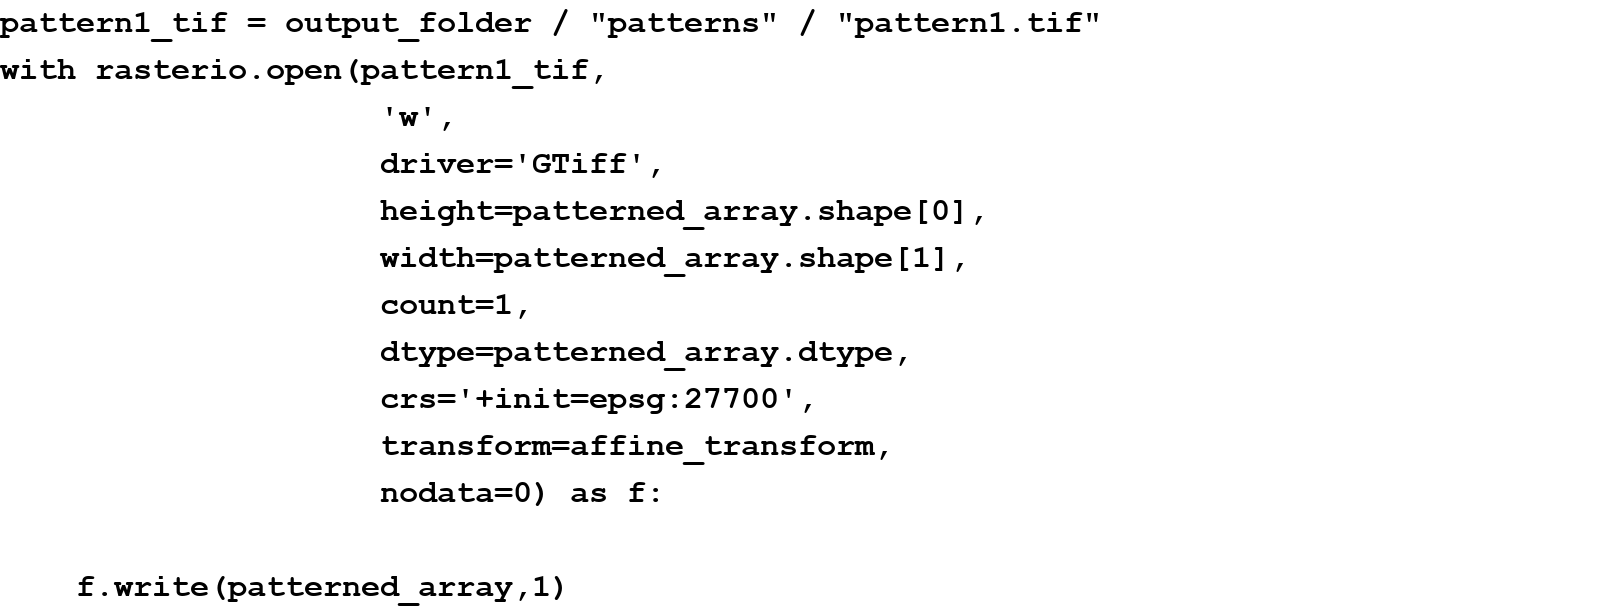 pattern1_tif = output_folder / "patterns" / "pattern1.tif"
with rasterio.open(pattern1_tif,
                    'w',
                    driver='GTiff',
                    height=patterned_array.shape[0],
                    width=patterned_array.shape[1],
                    count=1,
                    dtype=patterned_array.dtype,
                    crs='+init=epsg:27700',
                    transform=affine_transform,
                    nodata=0) as f:

    f.write(patterned_array,1)